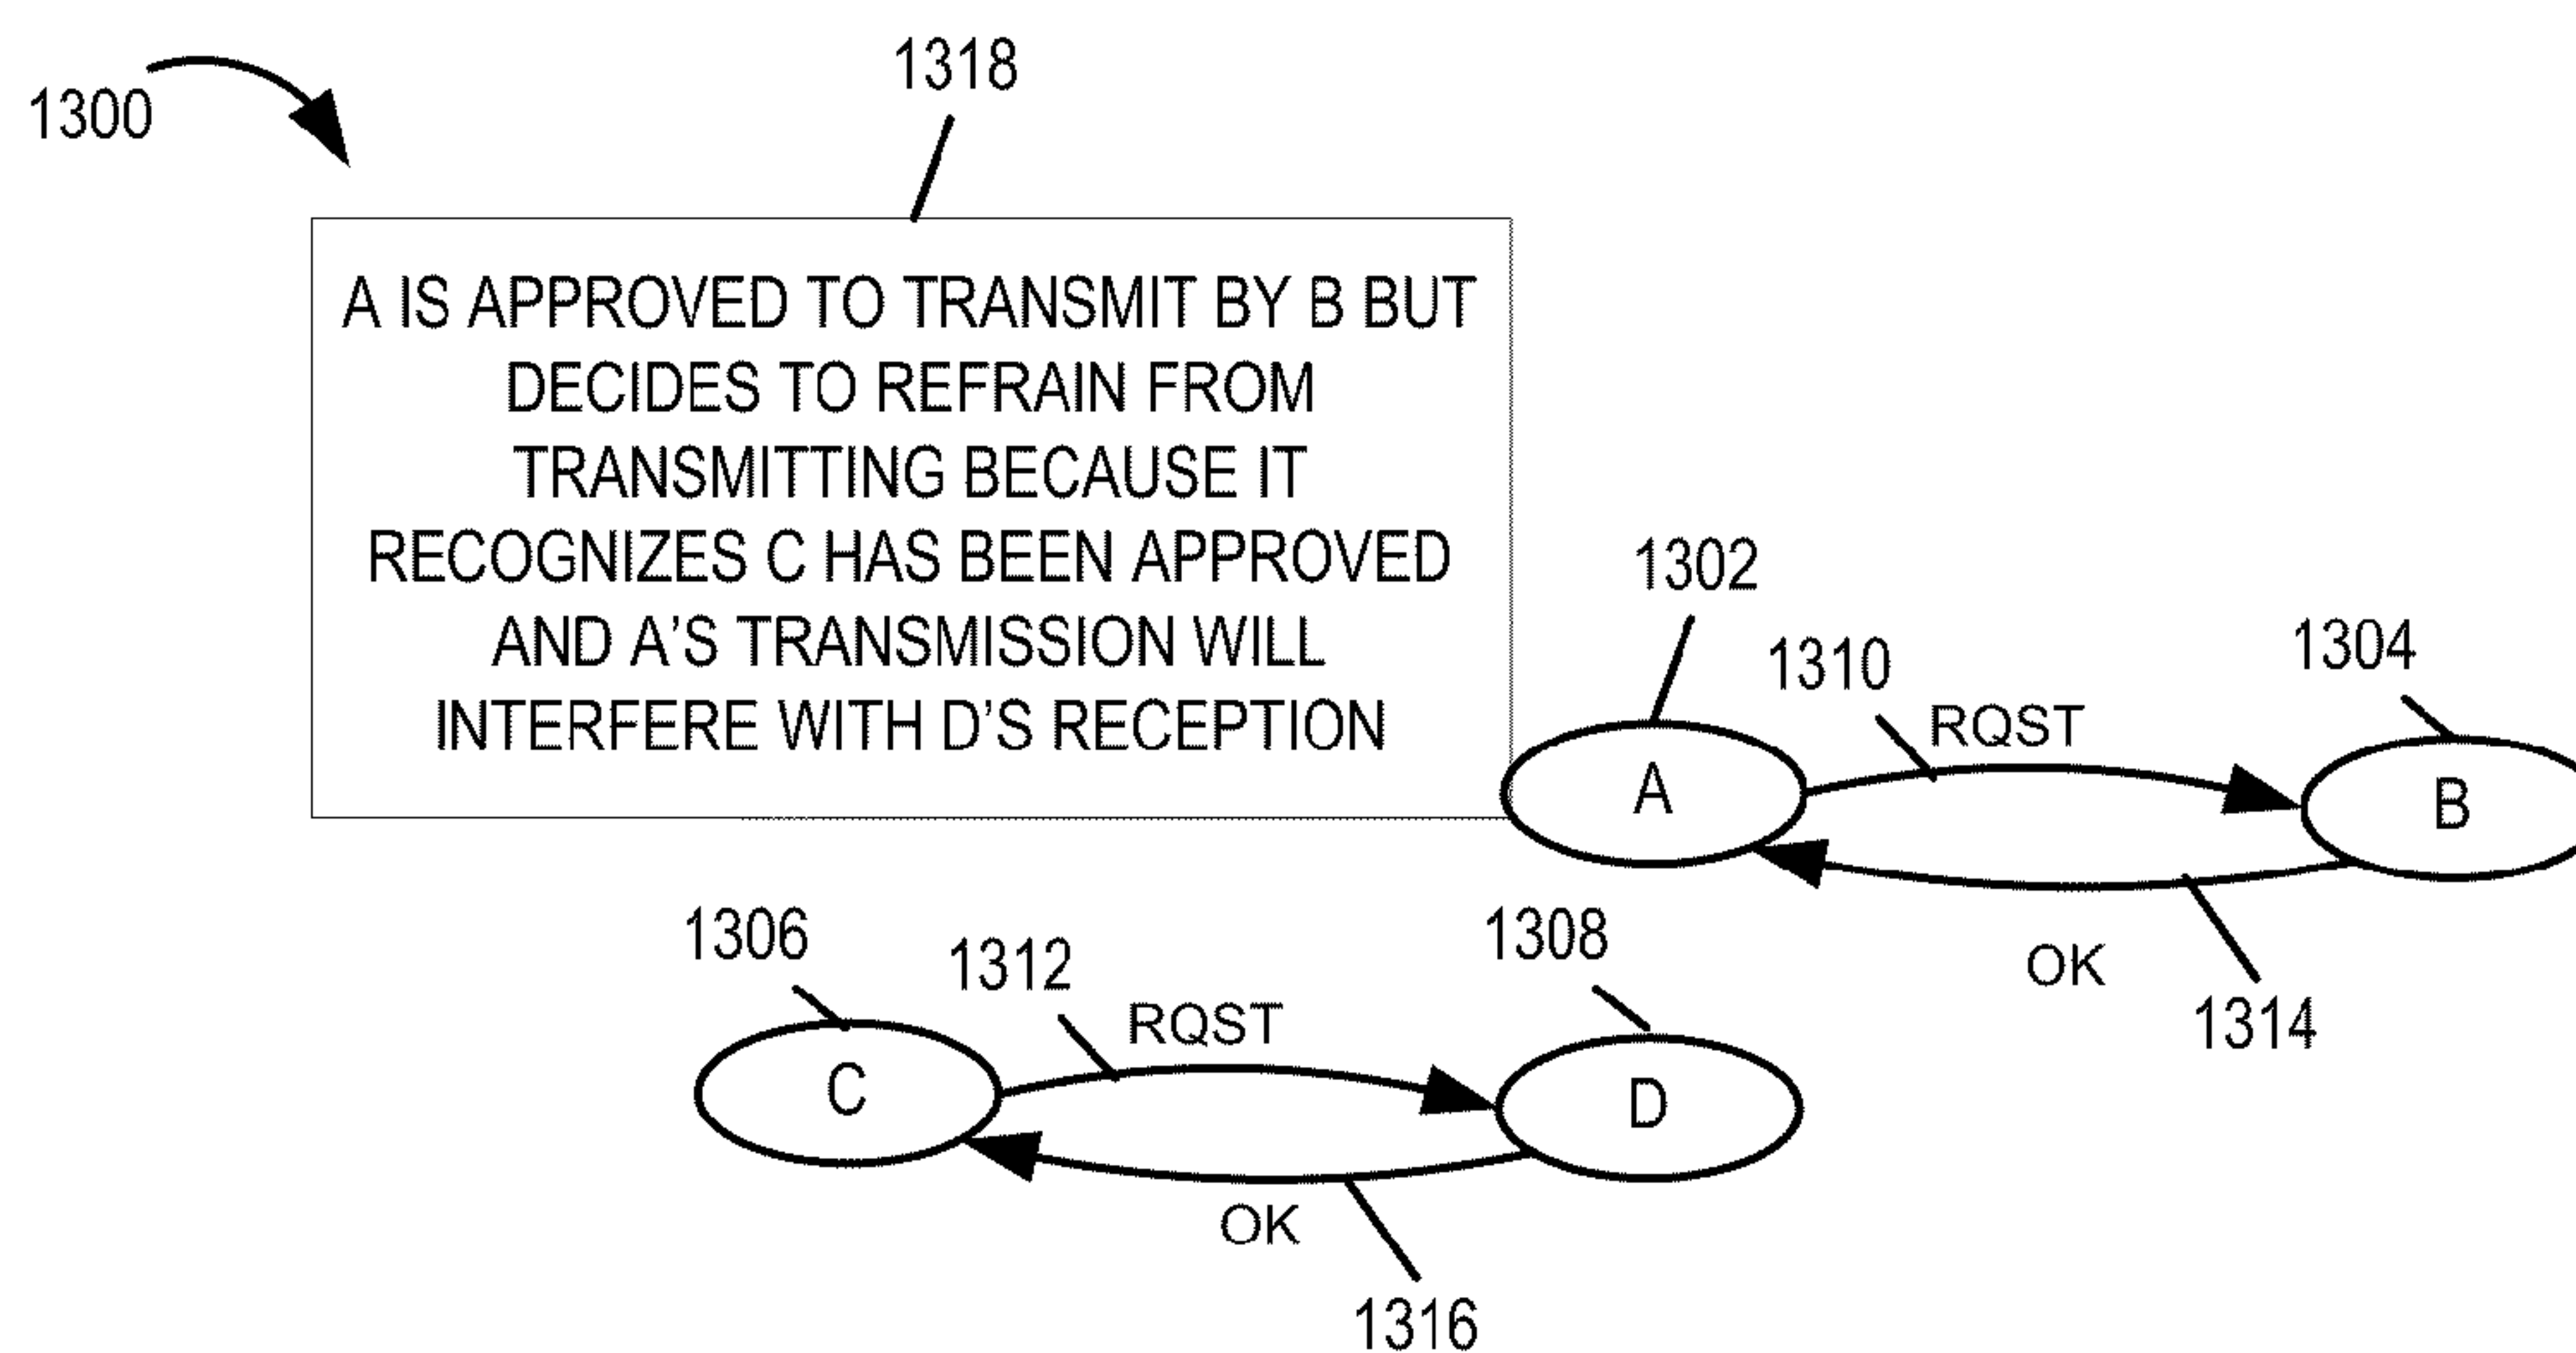 1318
1300
A IS APPROVED TO TRANSMIT BY B BUT
DECIDES TO REFRAIN FROM
TRANSMITTING BECAUSE IT
RECOGNIZES C HAS BEEN APPROVED
AND A'S TRANSMISSION WILL
INTERFERE WITH D'S RECEPTION
1302
1310
1304
RQST
A
B
OK
1314
1306
1312
1308
RQST
C
D
OK
1316